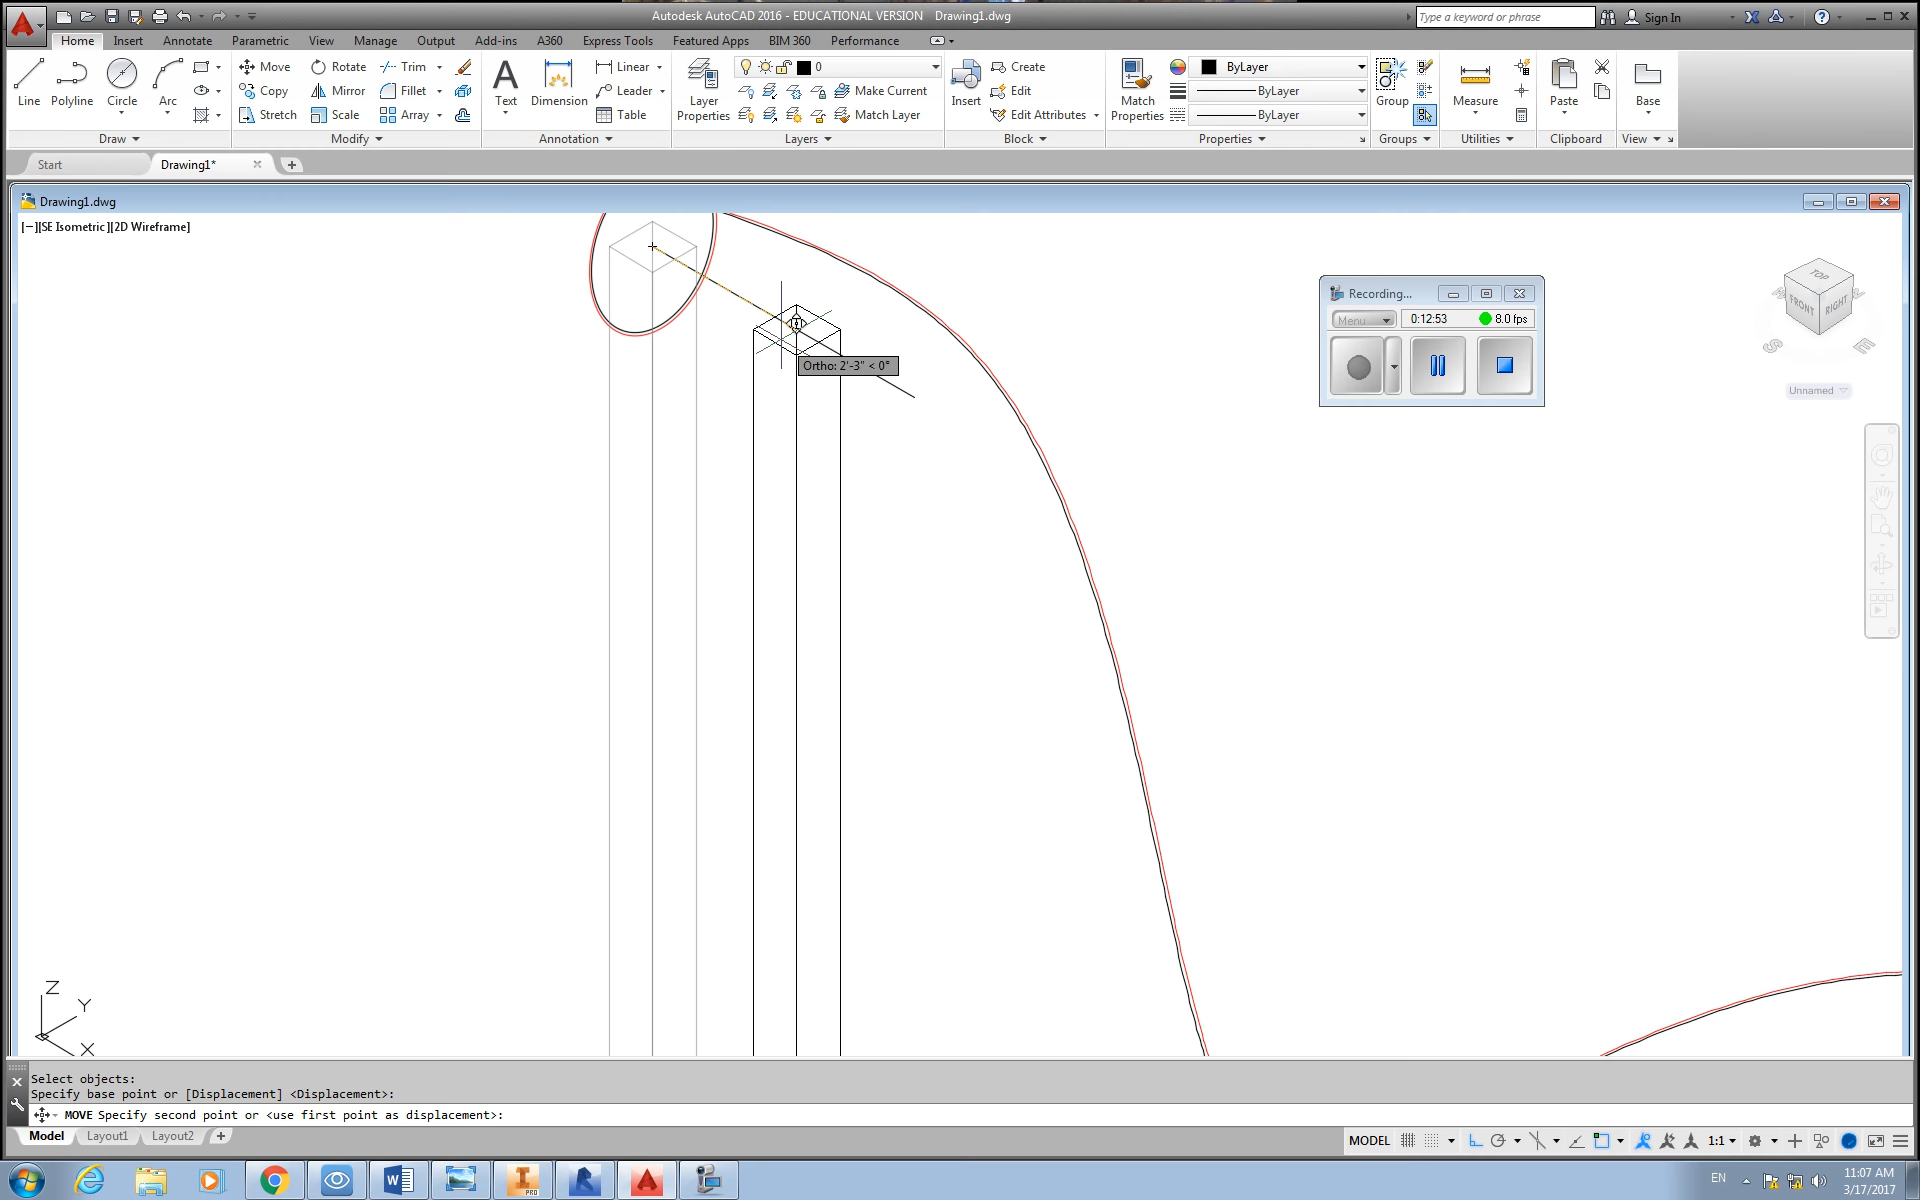 Autodesk AutoCAD 2016 - EDUCATIONAL VERSION Drawing1.dwg
Type a keyword or phrase
Sign In
Home Insert Annotate Parametric View Manage Output Add-ins A360 Express Tools Featured Apps BIM 360 Performance
Line Polyline Circle Arc
Move Rotate Trim
Copy Mirror Fillet
Stretch Scale Array
Text Dimension
Linear
Leader
Table
Layer Properties
0
Make Current
Match Layer
Insert
Create
Edit
Edit Attributes
Match Properties
ByLayer
ByLayer
ByLayer
Group
Measure
Paste
Base
Draw Modify Annotation Layers Block Properties Groups Utilities Clipboard View
Start Drawing1*
Drawing1.dwg
[−][SE Isometric][2D Wireframe]
Recording...
Menu 0:12:53 8.0 fps
TOP
FRONT RIGHT
S E
Unnamed
Ortho: 2'-3" < 0°
Z
Y
X
Select objects:
Specify base point or [Displacement] <Displacement>:
MOVE Specify second point or <use first point as displacement>:
Model Layout1 Layout2
MODEL 1:1
PRO
EN
11:07 AM
3/17/2017